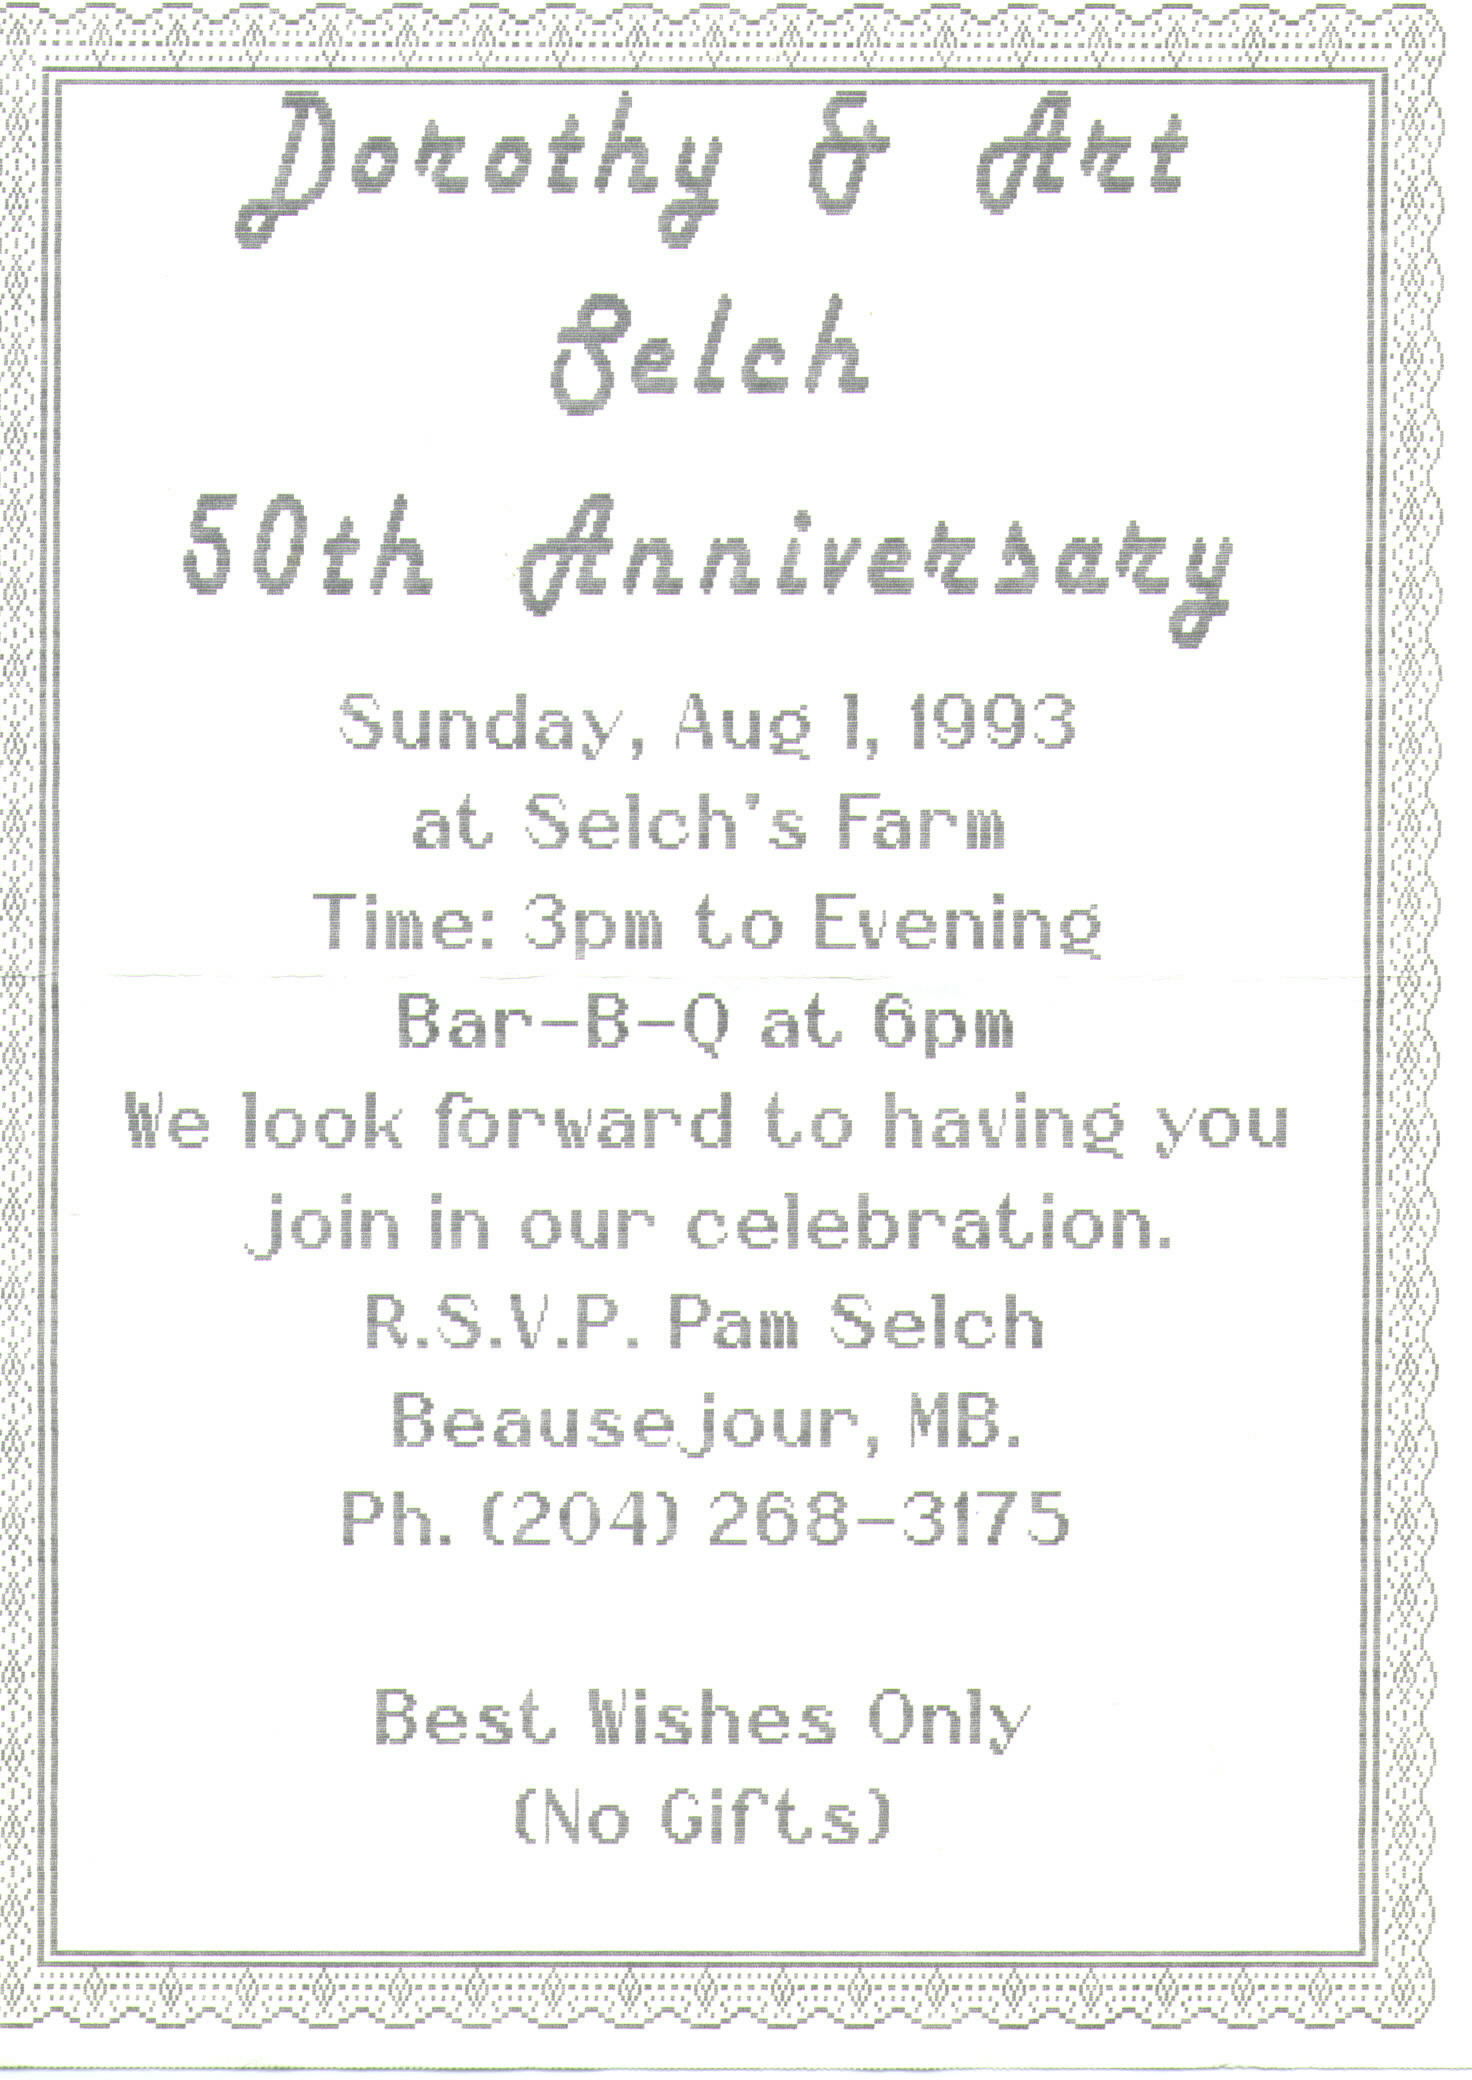 Dorothy & Art
Selch
50th Anniversary
Sunday, Aug 1, 1993
at Selch's Farm
Time: 3pm to Evening
Bar-B-Q at 6pm
We look forward to having you
join in our celebration.
R.S.V.P. Pam Selch
Beausejour, MB.
Ph. (204) 268-3175
Best Wishes Only
(No Gifts)